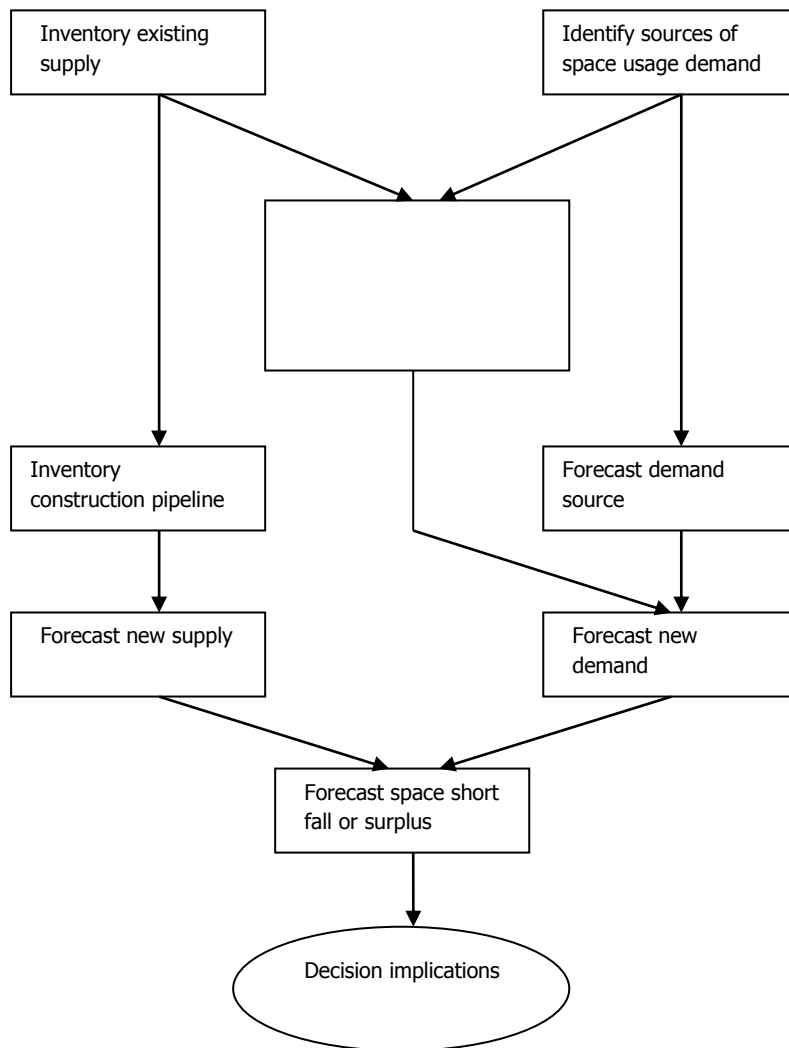 Inventory existing
supply
Identify sources of
space usage demand
Inventory
construction pipeline
Forecast demand
source
Forecast new supply
Forecast new
demand
Forecast space short
fall or surplus
Decision implications